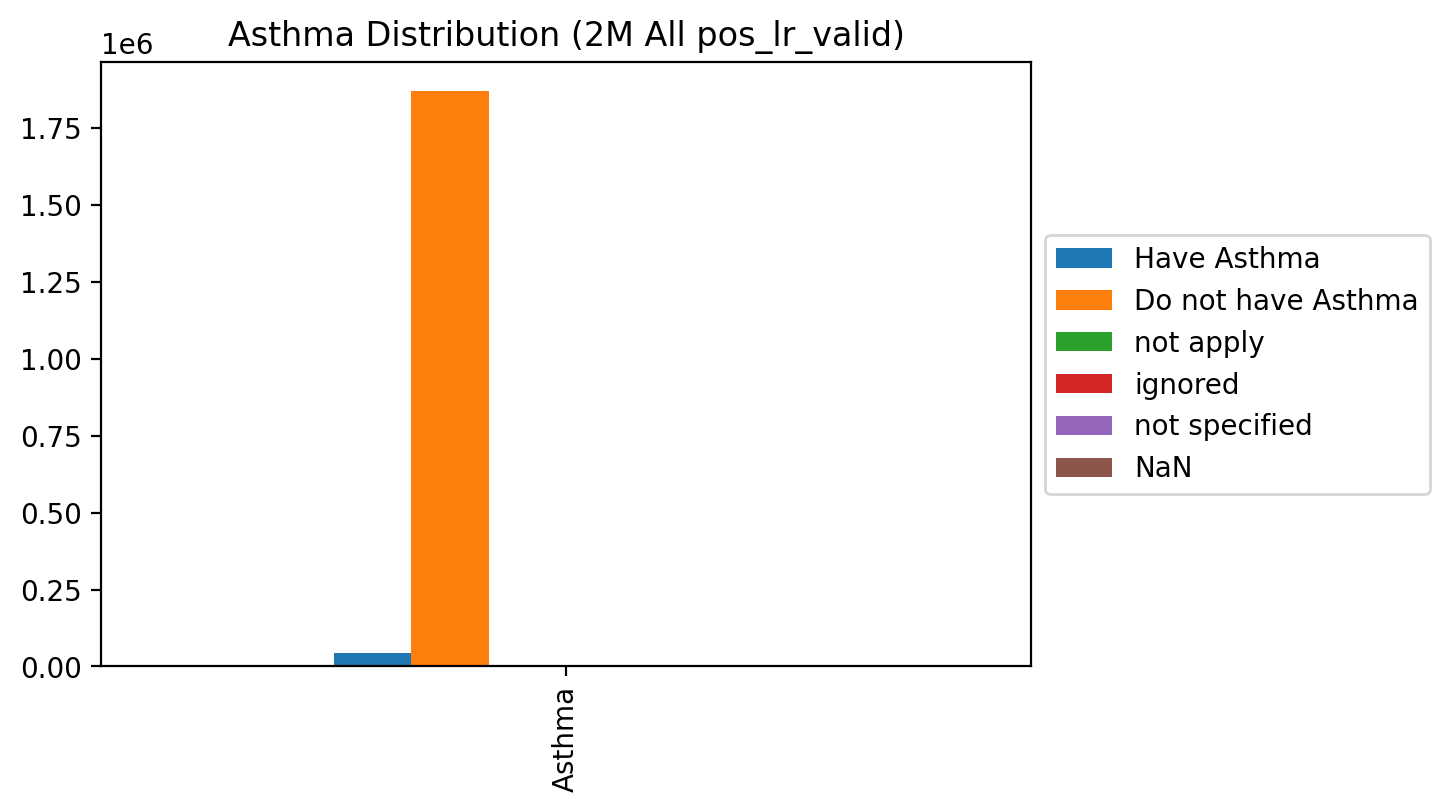 Asthma Distribution (2M All pos_lr_valid)
1e6
1.75
1.50
1.25
1.00
0.75
0.50
0.25
0.00
Asthma
Have Asthma
Do not have Asthma
not apply
ignored
not specified
NaN